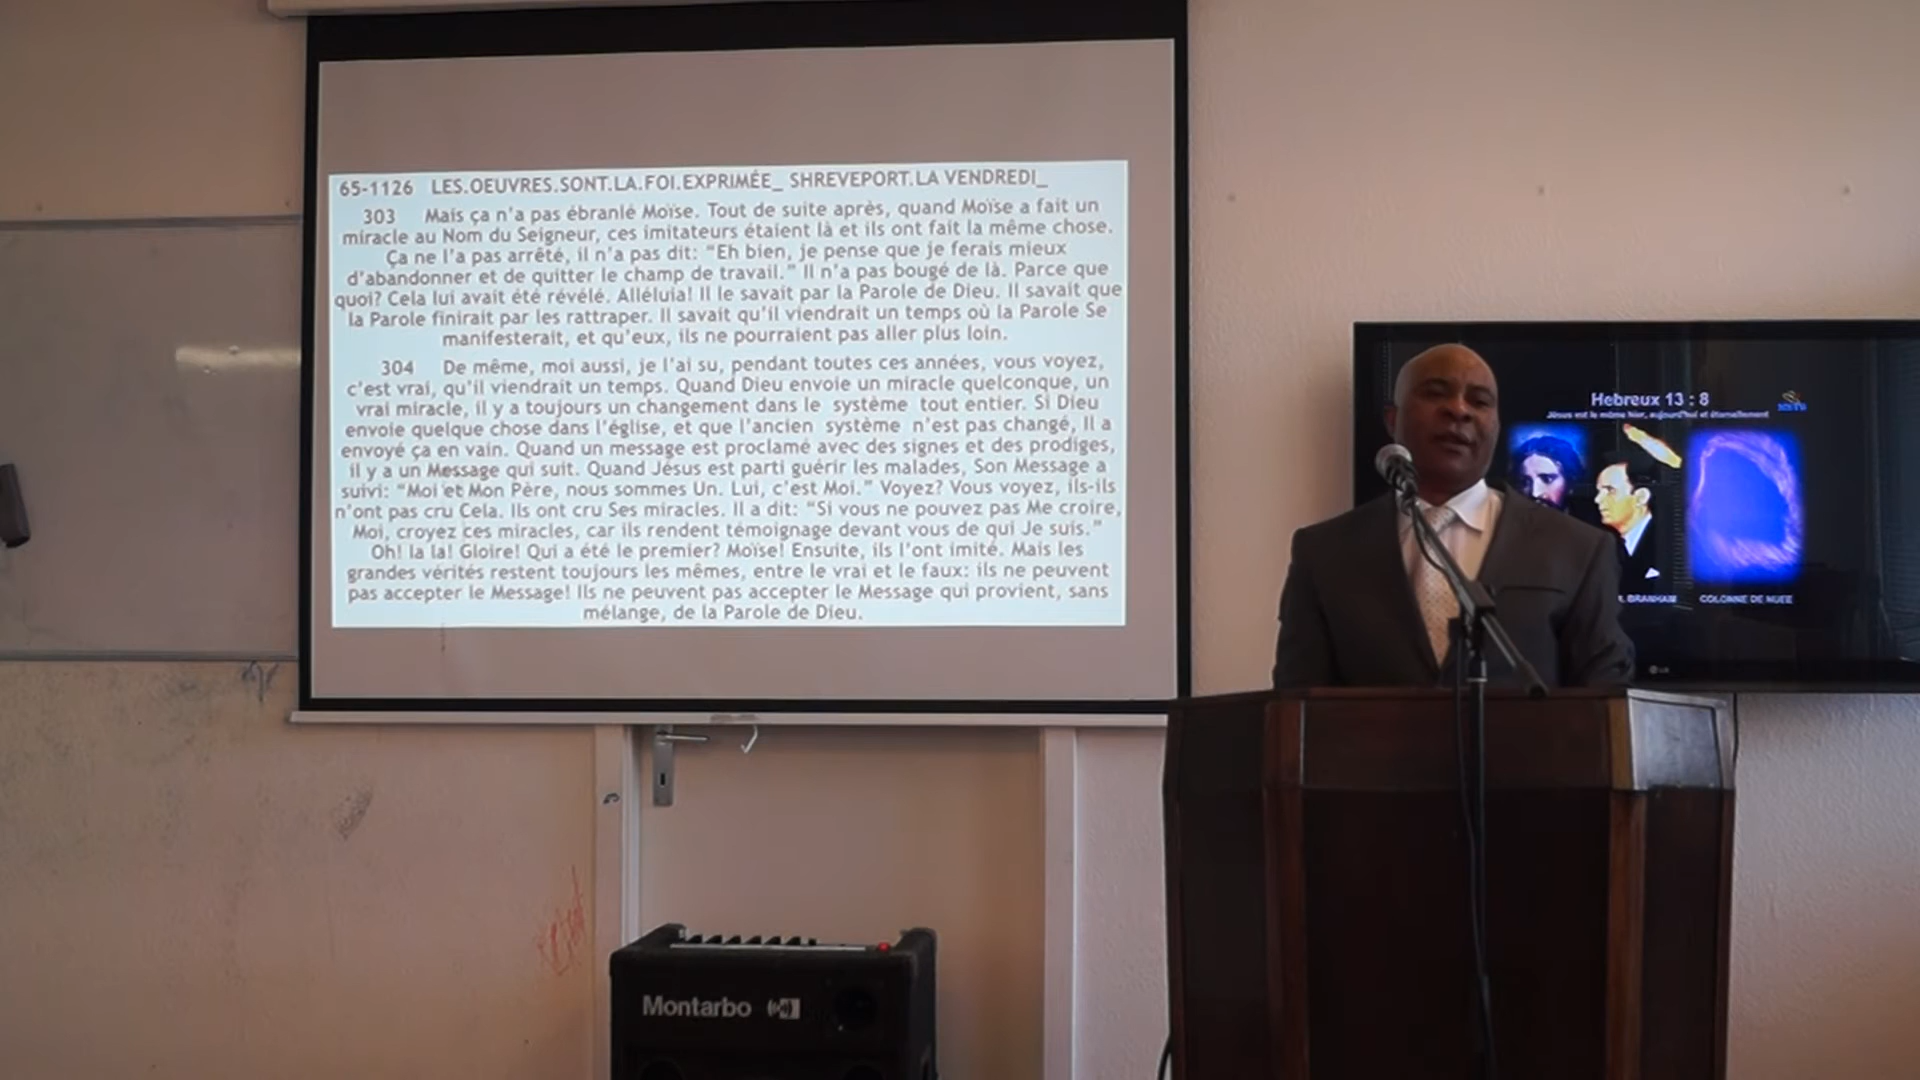 65-1126 LES.OEUVRES.SONT.LA.FOI.EXPRIMÉE_ SHREVEPORT.LA VENDREDI_
303 Mais ça n'a pas ébranlé Moïse. Tout de suite après, quand Moïse a fait un
miracle au Nom du Seigneur, ces imitateurs étaient là et ils ont fait la même chose.
Ça ne l'a pas arrêté, il n'a pas dit: “Eh bien, je pense que je ferais mieux
d'abandonner et de quitter le champ de travail.” Il n'a pas bougé de là. Parce que
quoi? Cela lui avait été révélé. Alléluia! Il le savait par la Parole de Dieu. Il savait que
la Parole finirait par les rattraper. Il savait qu'il viendrait un temps où la Parole Se
manifesterait, et qu'eux, ils ne pourraient pas aller plus loin.
304 De même, moi aussi, je l'ai su, pendant toutes ces années, vous voyez,
c'est vrai, qu'il viendrait un temps. Quand Dieu envoie un miracle quelconque, un
vrai miracle, il y a toujours un changement dans le système tout entier. Si Dieu
envoie quelque chose dans l'église, et que l'ancien système n'est pas changé, Il a
envoyé ça en vain. Quand un message est proclamé avec des signes et des prodiges,
il y a un Message qui suit. Quand Jésus est parti guérir les malades, Son Message a
suivi: “Moi et Mon Père, nous sommes Un. Lui, c'est Moi.” Voyez? Vous voyez, ils-ils
n'ont pas cru Cela. Ils ont cru Ses miracles. Il a dit: “Si vous ne pouvez pas Me croire,
Moi, croyez ces miracles, car ils rendent témoignage devant vous de qui Je suis.”
Oh! la la! Gloire! Qui a été le premier? Moïse! Ensuite, ils l'ont imité. Mais les
grandes vérités restent toujours les mêmes, entre le vrai et le faux: ils ne peuvent
pas accepter le Message! Ils ne peuvent pas accepter le Message qui provient, sans
mélange, de la Parole de Dieu.
Hebreux 13 : 8
Jésus est le même hier, aujourd'hui et éternellement
BRANHAM COLONNE DE NUEE
LG
Montarbo